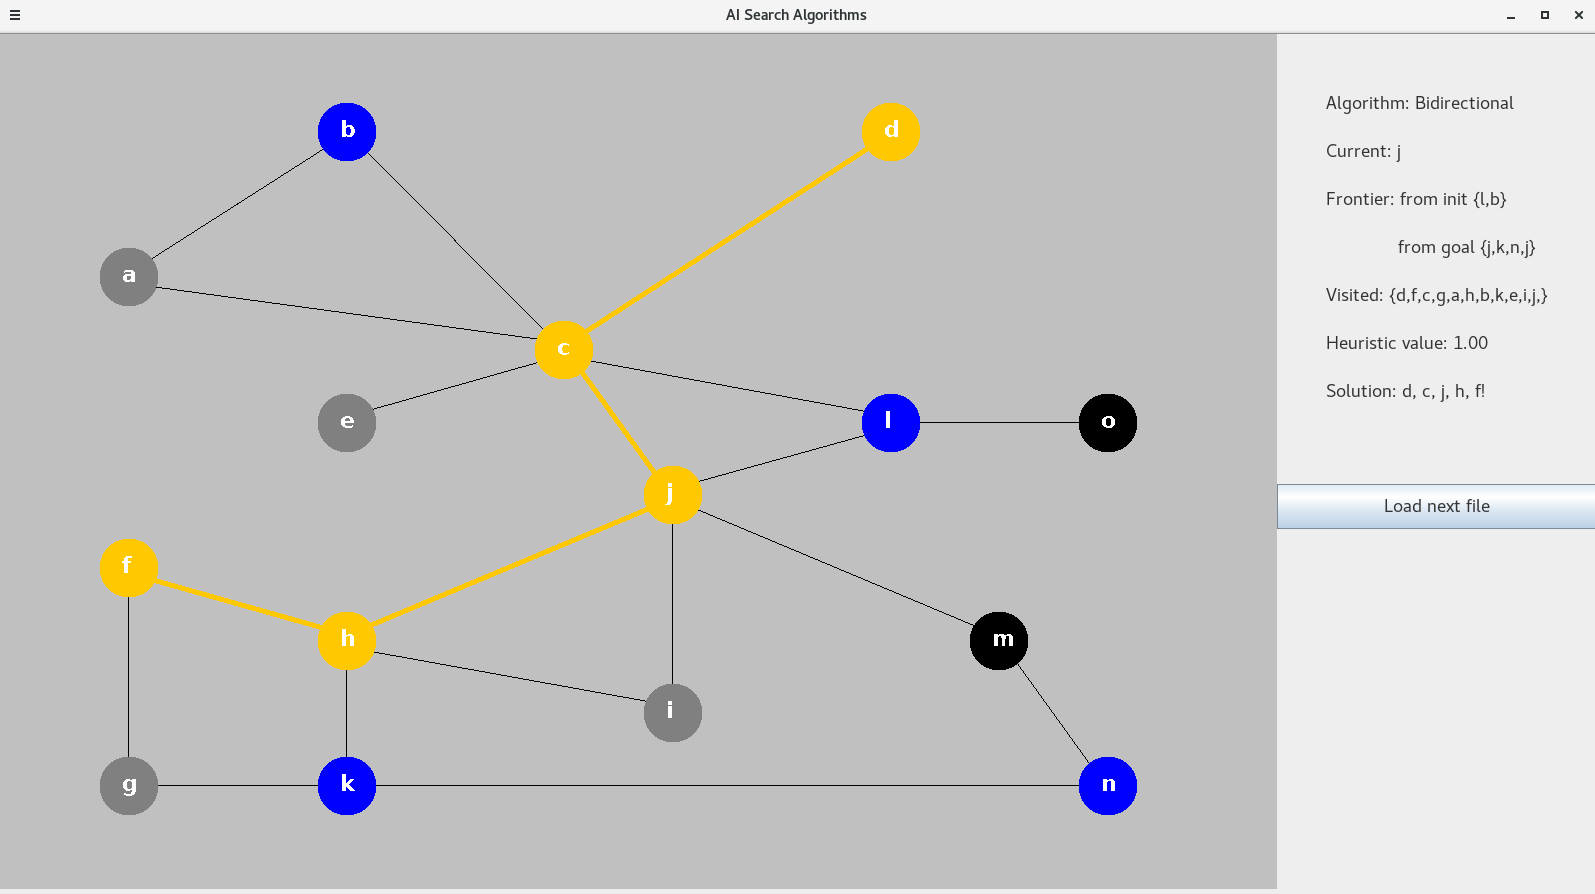 AI Search Algorithms
b
d
Algorithm: Bidirectional
Current: j
Frontier: from init {l,b}
from goal {j,k,n,j}
a
Visited: {d,f,c,g,a,h,b,k,e,i,j,}
c
Heuristic value: 1.00
Solution: d, c, j, h, f!
e
l
o
j
Load next file
f
h
m
i
g
k
n